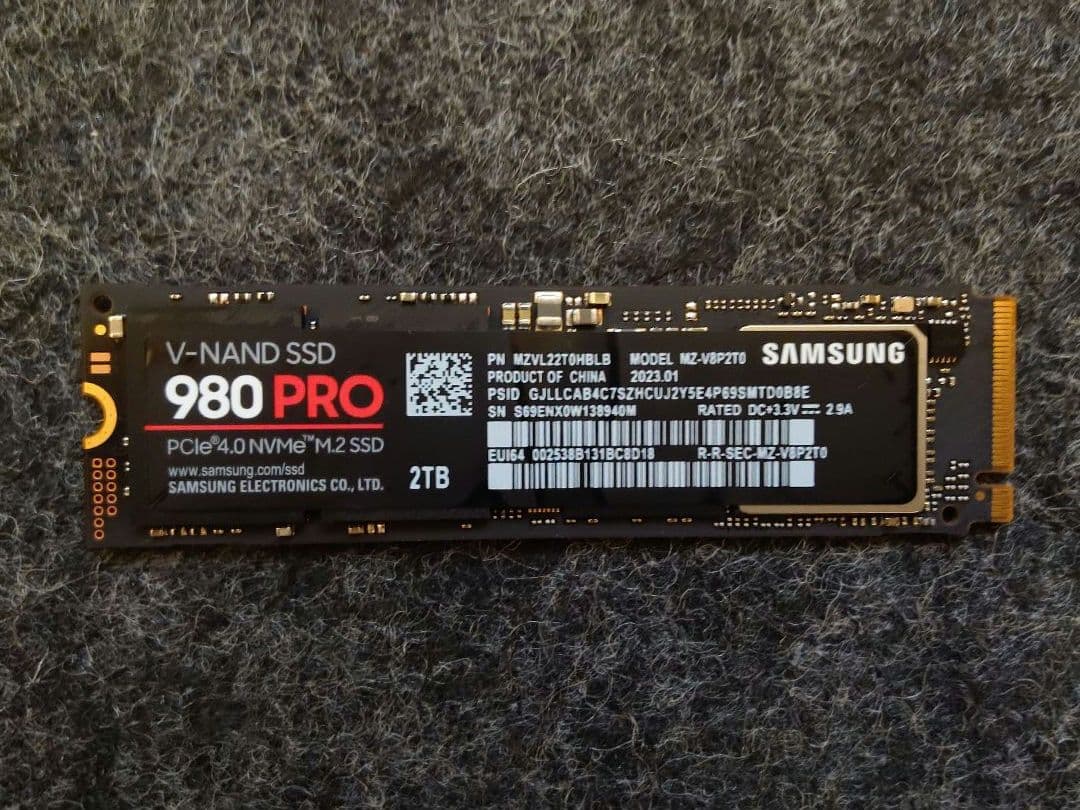 V-NAND SSD
980 PRO
PCIe®4.0 NVMe™ M.2 SSD
www.samsung.com/ssd
SAMSUNG ELECTRONICS CO., LTD.
2TB
PN MZVL22T0HBLB MODEL MZ-V8P2T0
PRODUCT OF CHINA 2023.01
PSID GJLLCAB4C7SZHCUJ2Y5E4P69SMTD0B8E
SN S69ENX0W138940M RATED DC+3.3V⎓ 2.9A
EUI64 002538B131BC8D18 R-R-SEC-MZ-V8P2T0
SAMSUNG